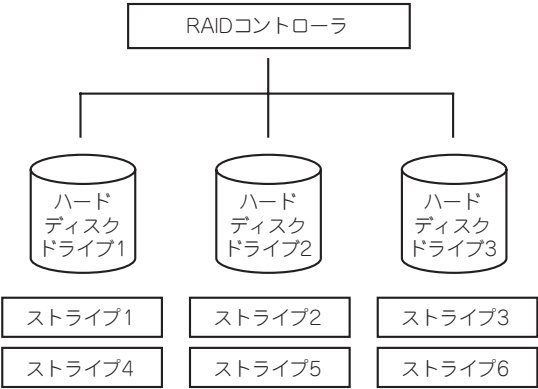 RAIDコントローラ
ハード
ディスク
ドライブ1
ハード
ディスク
ドライブ2
ハード
ディスク
ドライブ3
ストライプ1
ストライプ2
ストライプ3
ストライプ4
ストライプ5
ストライプ6